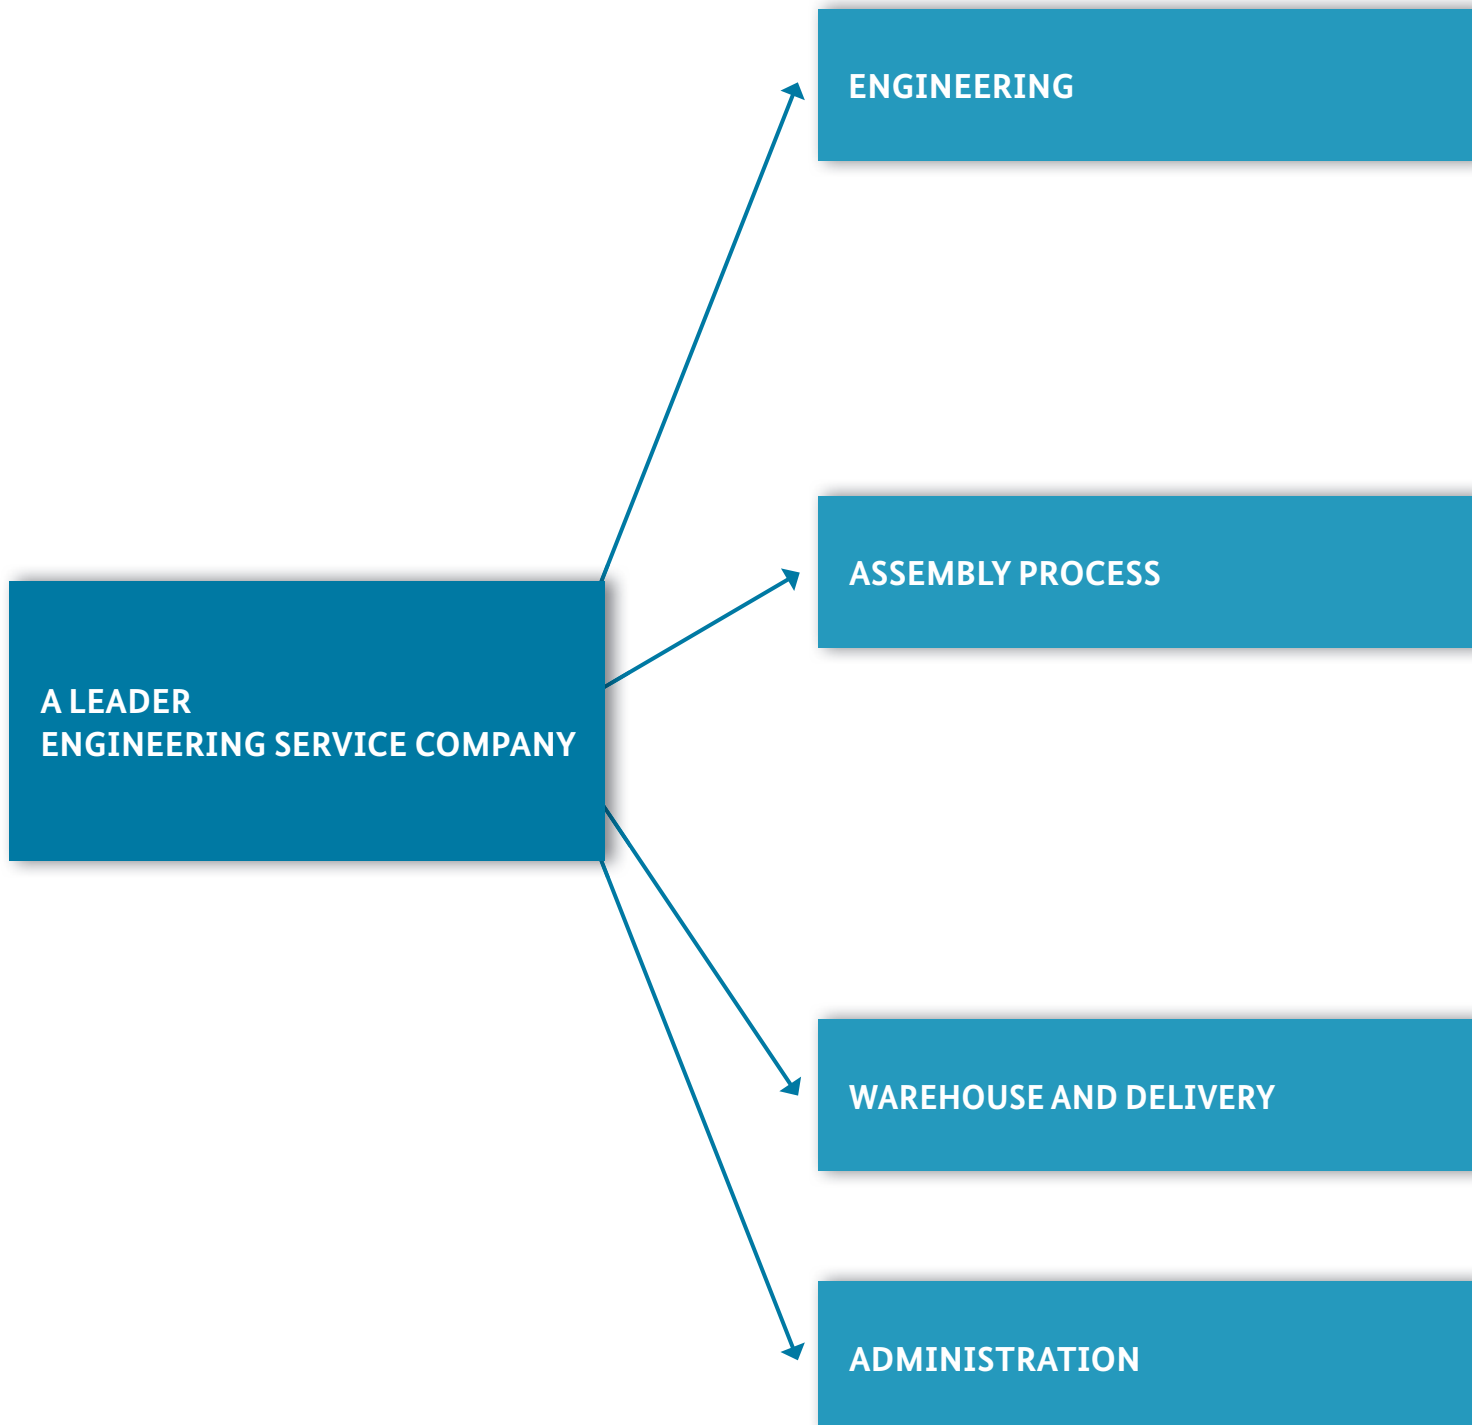 ENGINEERING
ASSEMBLY PROCESS
A LEADER
ENGINEERING SERVICE COMPANY
WAREHOUSE AND DELIVERY
ADMINISTRATION